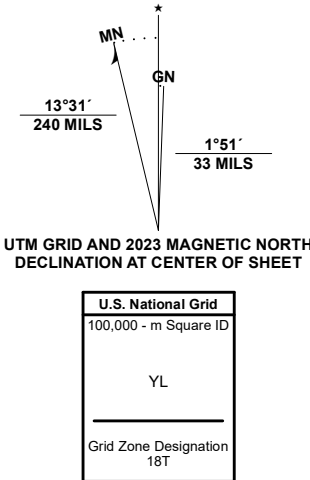 ★
MN
GN
13°31´
240 MILS
1°51´
33 MILS
UTM GRID AND 2023 MAGNETIC NORTH
DECLINATION AT CENTER OF SHEET
U.S. National Grid
100,000 - m Square ID
YL
Grid Zone Designation
18T